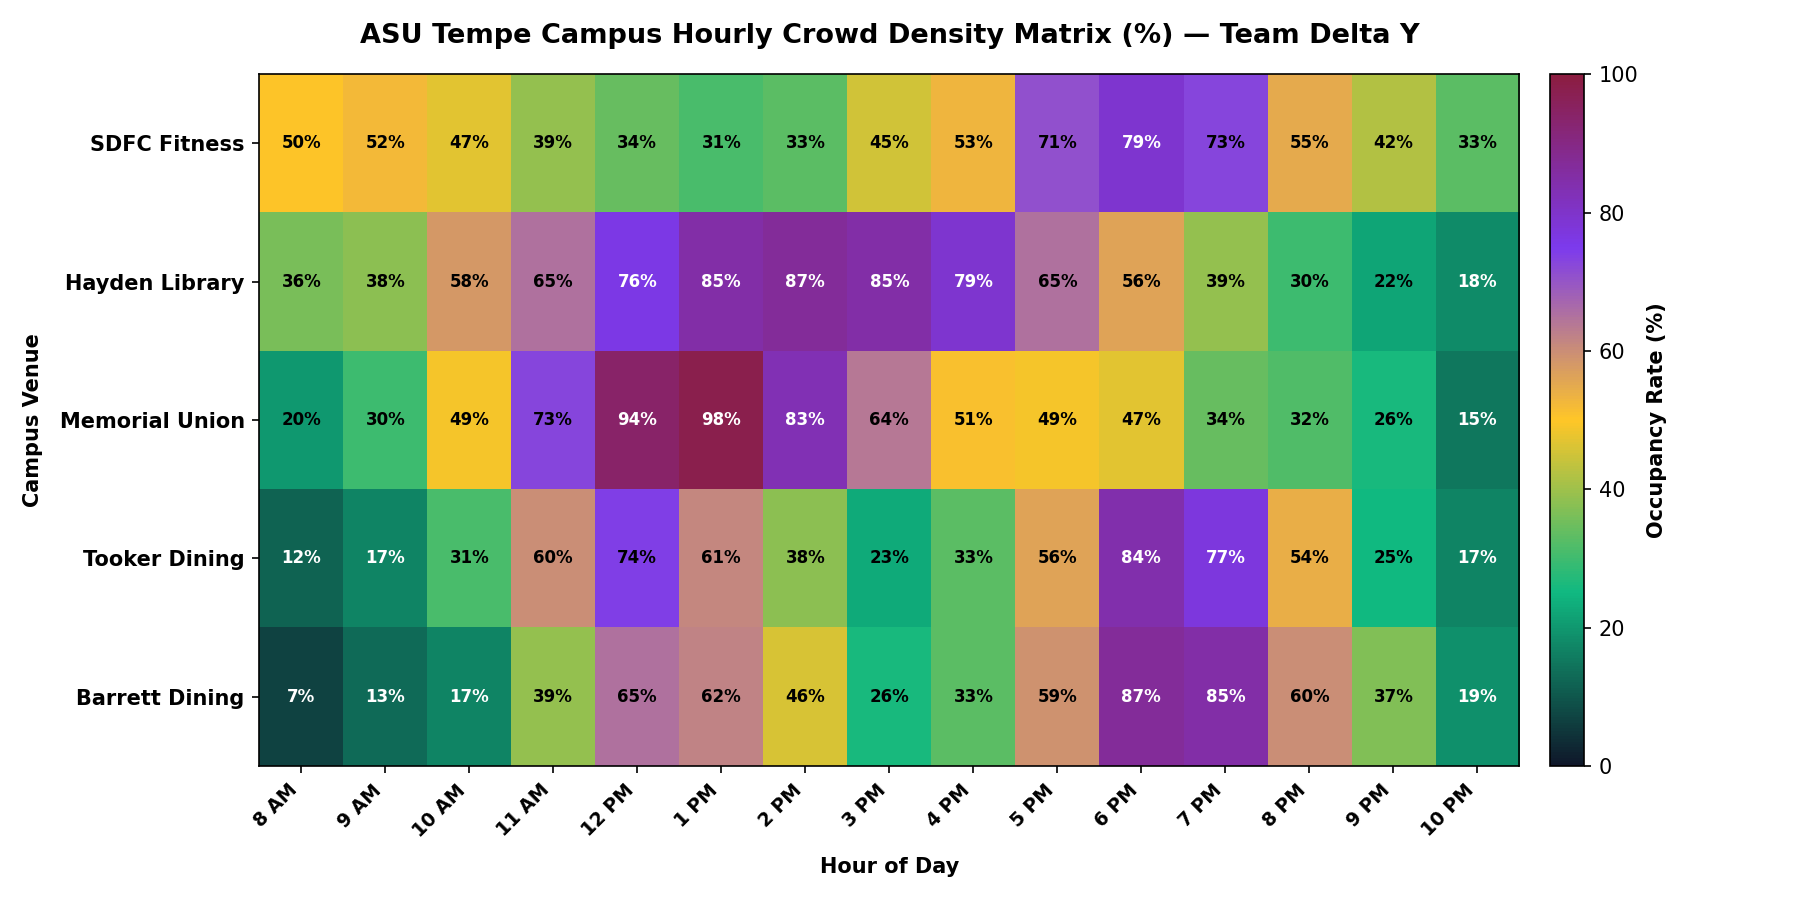 ASU Tempe Campus Hourly Crowd Density Matrix (%) — Team Delta Y
Campus Venue
SDFC Fitness 50% 52% 47% 39% 34% 31% 33% 45% 53% 71% 79% 73% 55% 42% 33%
Hayden Library 36% 38% 58% 65% 76% 85% 87% 85% 79% 65% 56% 39% 30% 22% 18%
Memorial Union 20% 30% 49% 73% 94% 98% 83% 64% 51% 49% 47% 34% 32% 26% 15%
Tooker Dining 12% 17% 31% 60% 74% 61% 38% 23% 33% 56% 84% 77% 54% 25% 17%
Barrett Dining 7% 13% 17% 39% 65% 62% 46% 26% 33% 59% 87% 85% 60% 37% 19%
8 AM 9 AM 10 AM 11 AM 12 PM 1 PM 2 PM 3 PM 4 PM 5 PM 6 PM 7 PM 8 PM 9 PM 10 PM
Hour of Day
100
80
60
40
20
0
Occupancy Rate (%)